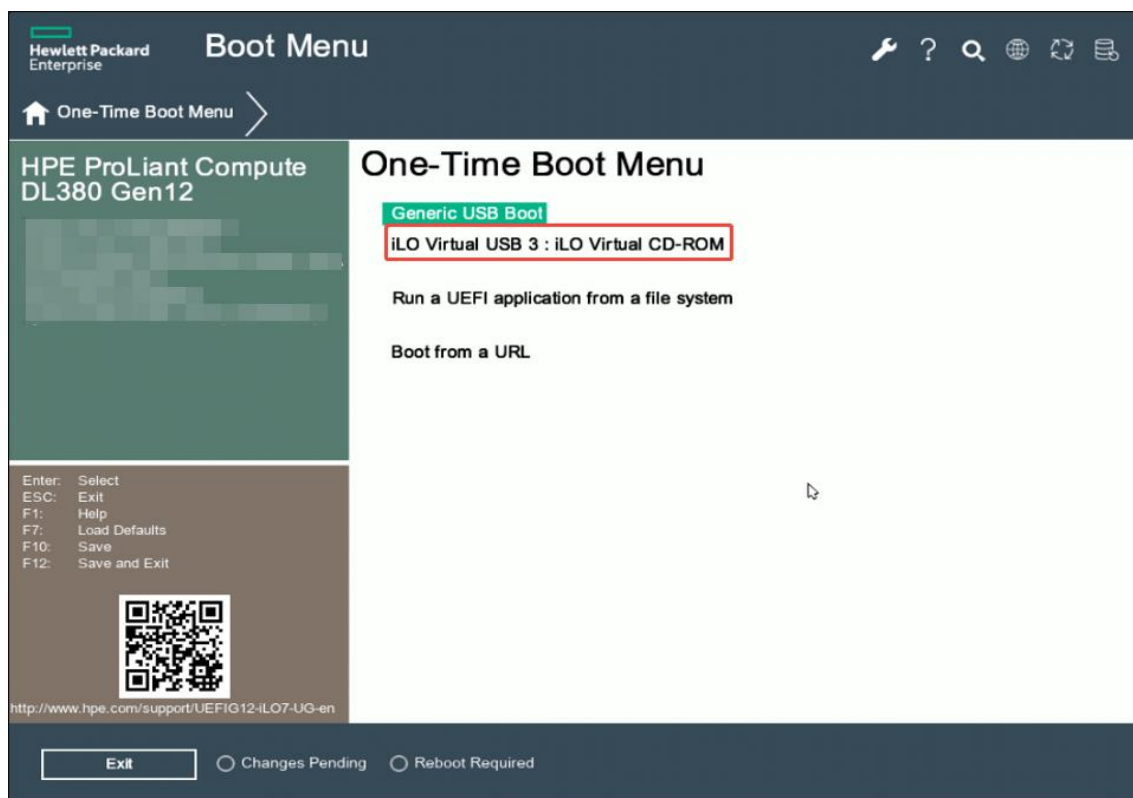 Hewlett Packard
Enterprise
Boot Menu
One-Time Boot Menu
HPE ProLiant Compute
DL380 Gen12
One-Time Boot Menu
Generic USB Boot
iLO Virtual USB 3 : iLO Virtual CD-ROM
Run a UEFI application from a file system
Boot from a URL
Enter: Select
ESC: Exit
F1: Help
F7: Load Defaults
F10: Save
F12: Save and Exit
http://www.hpe.com/support/UEFIG12-iLO7-UG-en
Exit
Changes Pending
Reboot Required